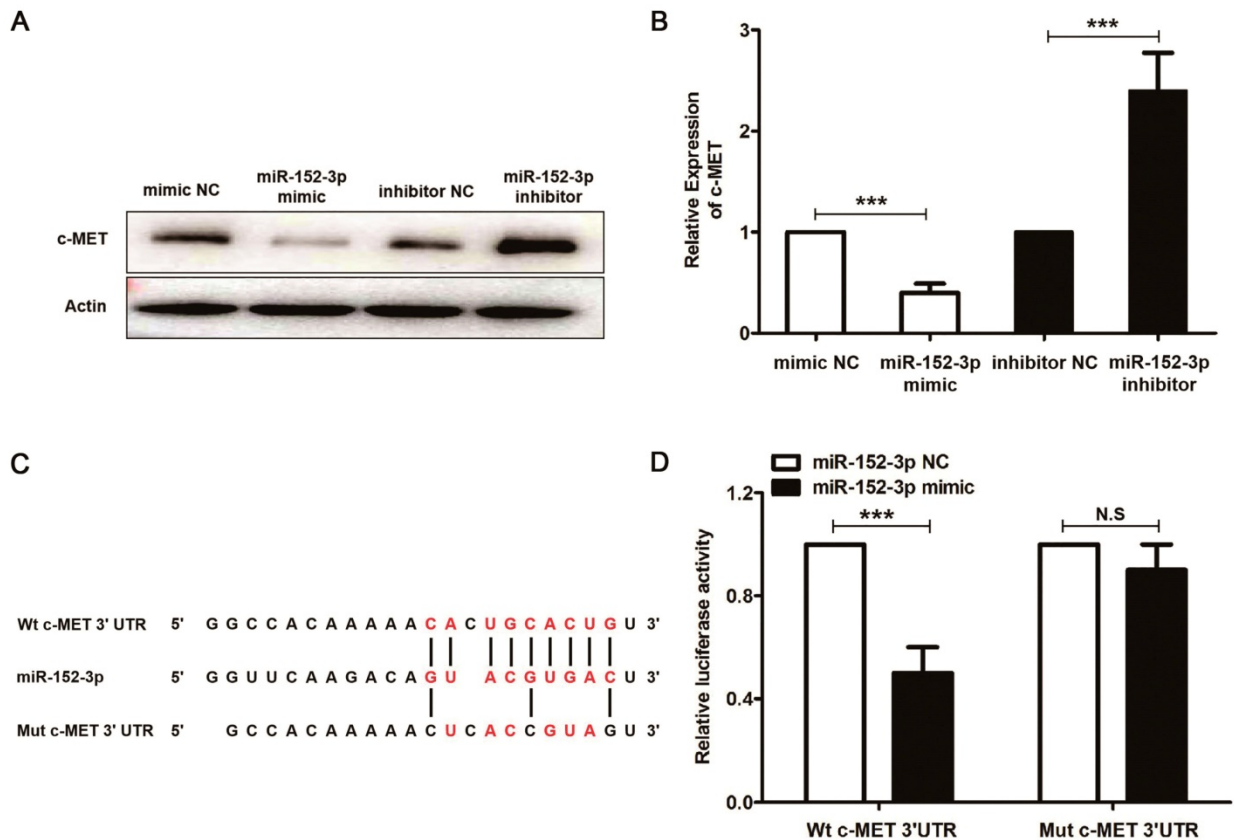 A
mimic NC
miR-152-3p
mimic
inhibitor NC
miR-152-3p
inhibitor
c-MET
Actin
B
Relative Expression
of c-MET
3
2
1
0
***
***
mimic NC
miR-152-3p
mimic
inhibitor NC
miR-152-3p
inhibitor
C
Wt c-MET 3' UTR 5' G G C C A C A A A A A C A C U G C A C U G U 3'
miR-152-3p 5' G G U U C A A G A C A G U A C G U G A C U 3'
Mut c-MET 3' UTR 5' G C C A C A A A A A C U C A C C G U A G U 3'
D
miR-152-3p NC
miR-152-3p mimic
Relative luciferase activity
1.2
0.8
0.4
0.0
***
N.S
Wt c-MET 3'UTR
Mut c-MET 3'UTR